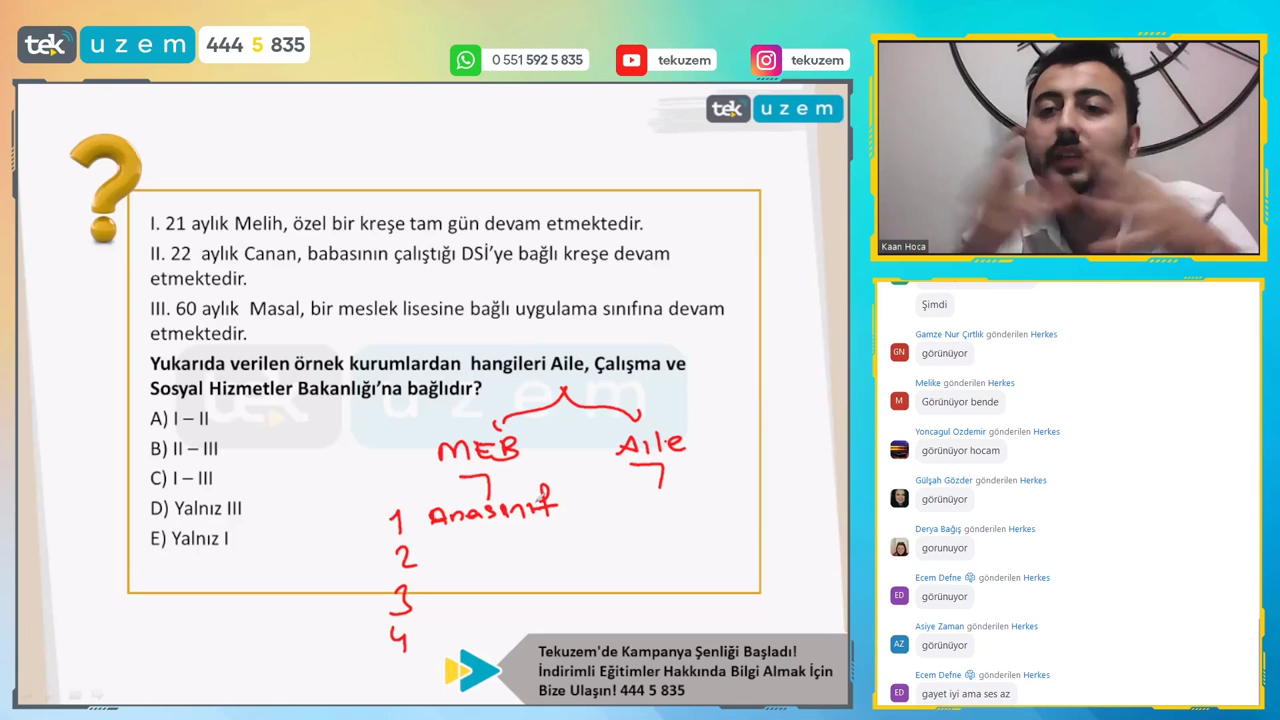 tek uzem 444 5 835
0 551 592 5 835
tekuzem
tekuzem
tek uzem
I. 21 aylık Melih, özel bir kreşe tam gün devam etmektedir.
II. 22 aylık Canan, babasının çalıştığı DSİ'ye bağlı kreşe devam
etmektedir.
III. 60 aylık Masal, bir meslek lisesine bağlı uygulama sınıfına devam
etmektedir.
Yukarıda verilen örnek kurumlardan hangileri Aile, Çalışma ve
Sosyal Hizmetler Bakanlığı'na bağlıdır?
A) I – II
B) II – III
C) I – III
D) Yalnız III
E) Yalnız I
MEB
Aile
1 Anasınıf
2
3
4
Tekuzem'de Kampanya Şenliği Başladı!
İndirimli Eğitimler Hakkında Bilgi Almak İçin
Bize Ulaşın! 444 5 835
Kaan Hoca
Şimdi
Gamze Nur Çırtlık gönderilen Herkes
GN
görünüyor
Melike gönderilen Herkes
M
Görünüyor bende
Yoncagul Ozdemir gönderilen Herkes
görünüyor hocam
Gülşah Gözder gönderilen Herkes
görünüyor
Derya Bağış gönderilen Herkes
gorunuyor
Ecem Defne gönderilen Herkes
ED
görünuyor
Asiye Zaman gönderilen Herkes
AZ
görünüyor
Ecem Defne gönderilen Herkes
ED
gayet iyi ama ses az